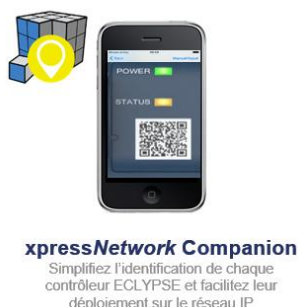 POWER
STATUS
xpressNetwork Companion
Simplifiez l'identification de chaque
contrôleur ECLYPSE et facilitez leur
déploiement sur le réseau IP